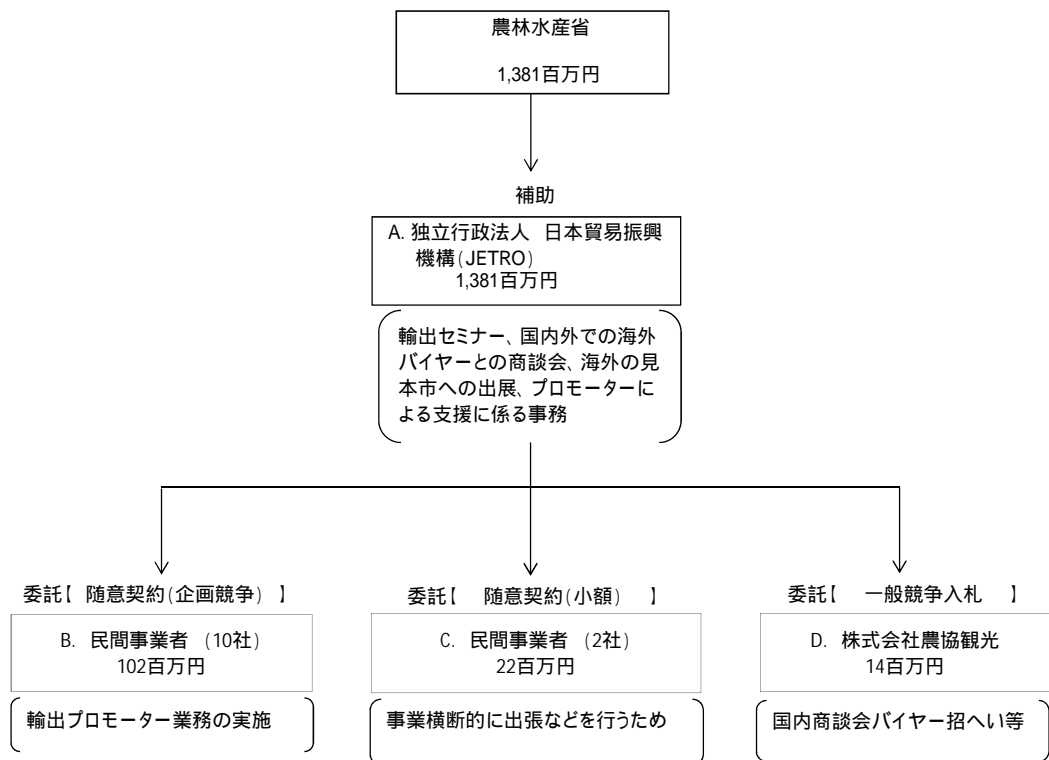 農林水産省
1,381百万円
補助
A. 独立行政法人 日本貿易振興
機構(JETRO)
1,381百万円
輸出セミナー、国内外での海外
バイヤーとの商談会、海外の見
本市への出展、プロモーターに
よる支援に係る事務
委託【 随意契約(企画競争) 】
B. 民間事業者 (10社)
102百万円
輸出プロモーター業務の実施
委託【 随意契約(小額) 】
C. 民間事業者 (2社)
22百万円
事業横断的に出張などを行うため
委託【 一般競争入札 】
D. 株式会社農協観光
14百万円
国内商談会バイヤー招へい等